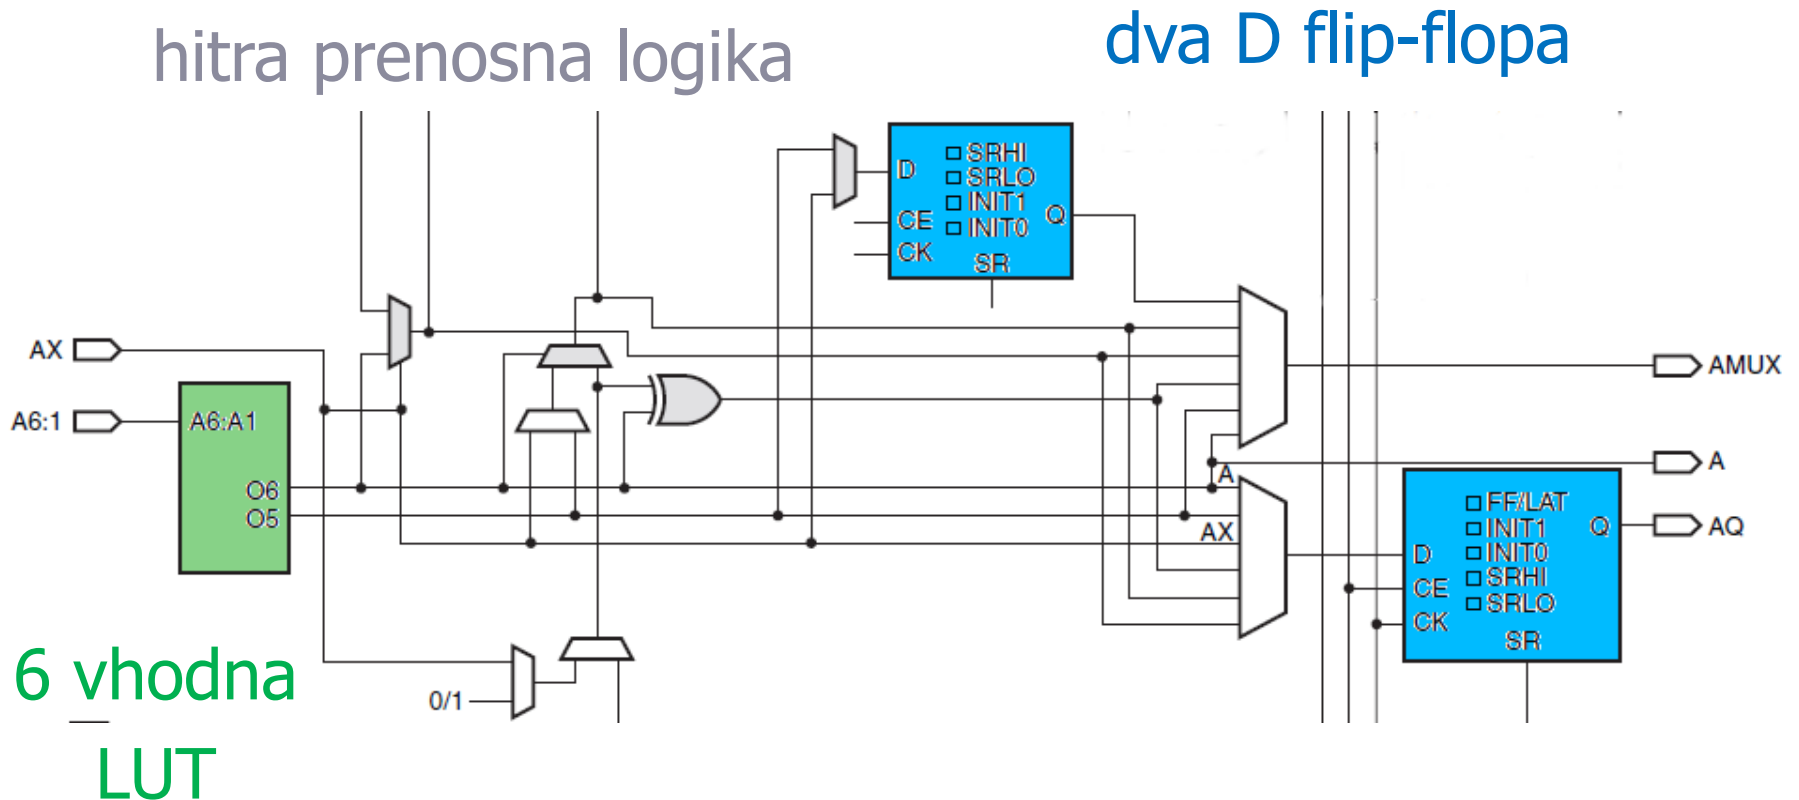 hitra prenosna logika
dva D flip-flopa
D
SRHI
SRLO
INIT1
INIT0
CE
CK
Q
SR
AX
A6:1
A6:A1
O6
O5
AMUX
A
A
AX
FF/LAT
INIT1
INIT0
SRHI
SRLO
D
CE
CK
Q
SR
AQ
0/1
6 vhodna
LUT